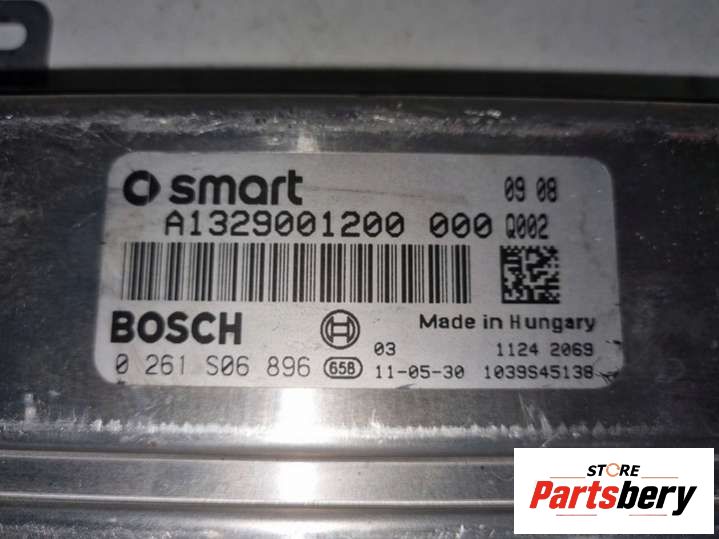 smart 09 08
A1329001200 000 Q002
BOSCH Made in Hungary
03 1124 2069
0 261 S06 896 658 11-05-30 1039S45138
STORE
Partsbery